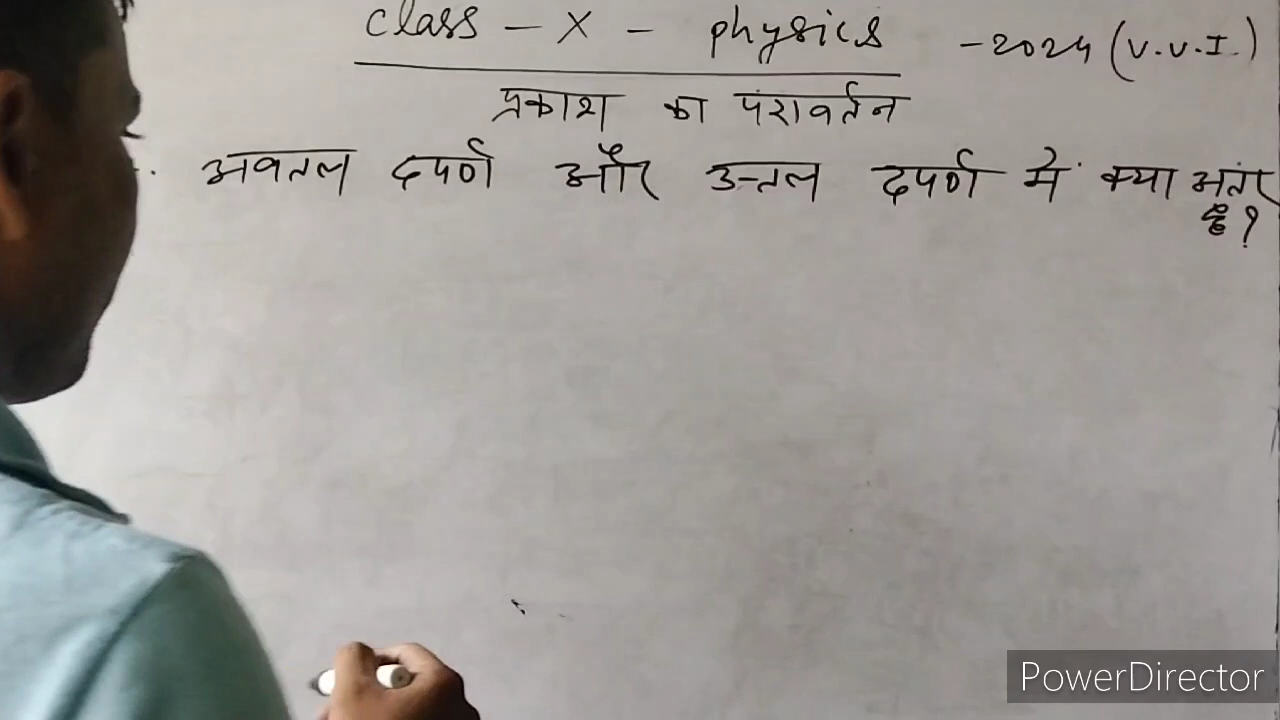 class - X - physics - 2024 (V.V.I.)
प्रकाश का परावर्तन
अवतल दर्पण और उत्तल दर्पण में क्या अंतर
है?
PowerDirector